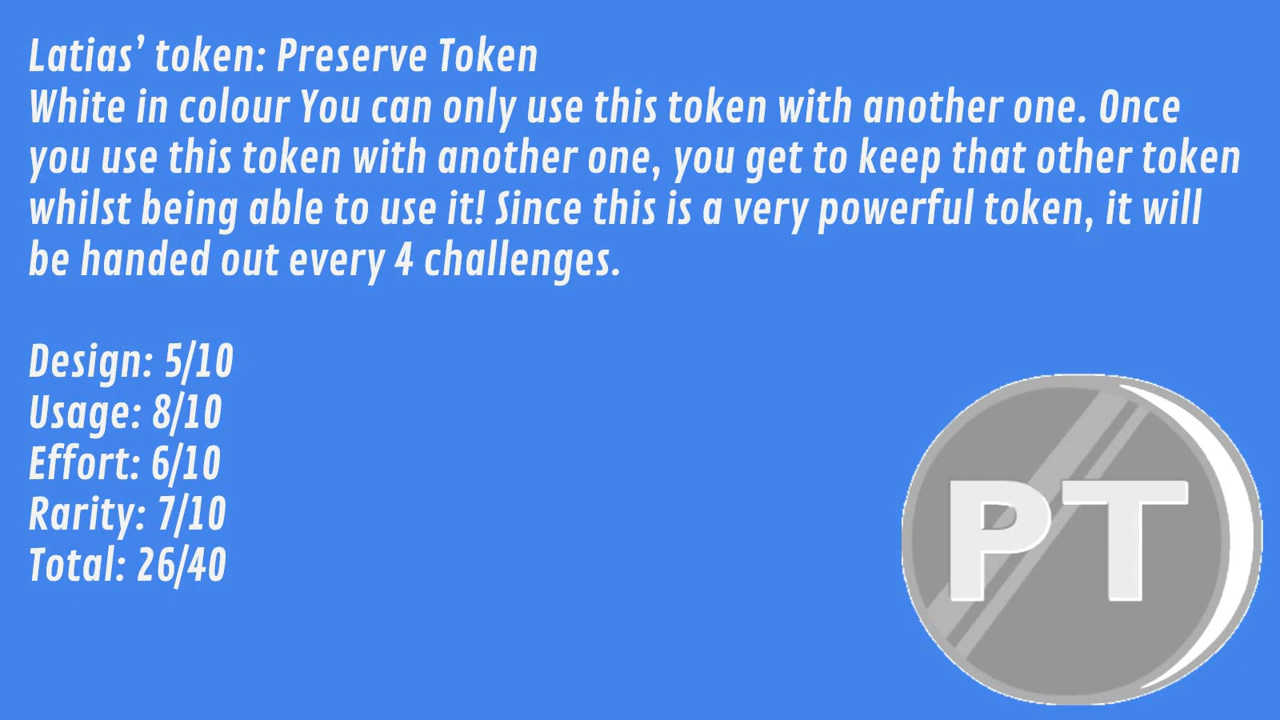 Latias’ token: Preserve Token
White in colour You can only use this token with another one. Once
you use this token with another one, you get to keep that other token
whilst being able to use it! Since this is a very powerful token, it will
be handed out every 4 challenges.
Design: 5/10
Usage: 8/10
Effort: 6/10
Rarity: 7/10
Total: 26/40
PT